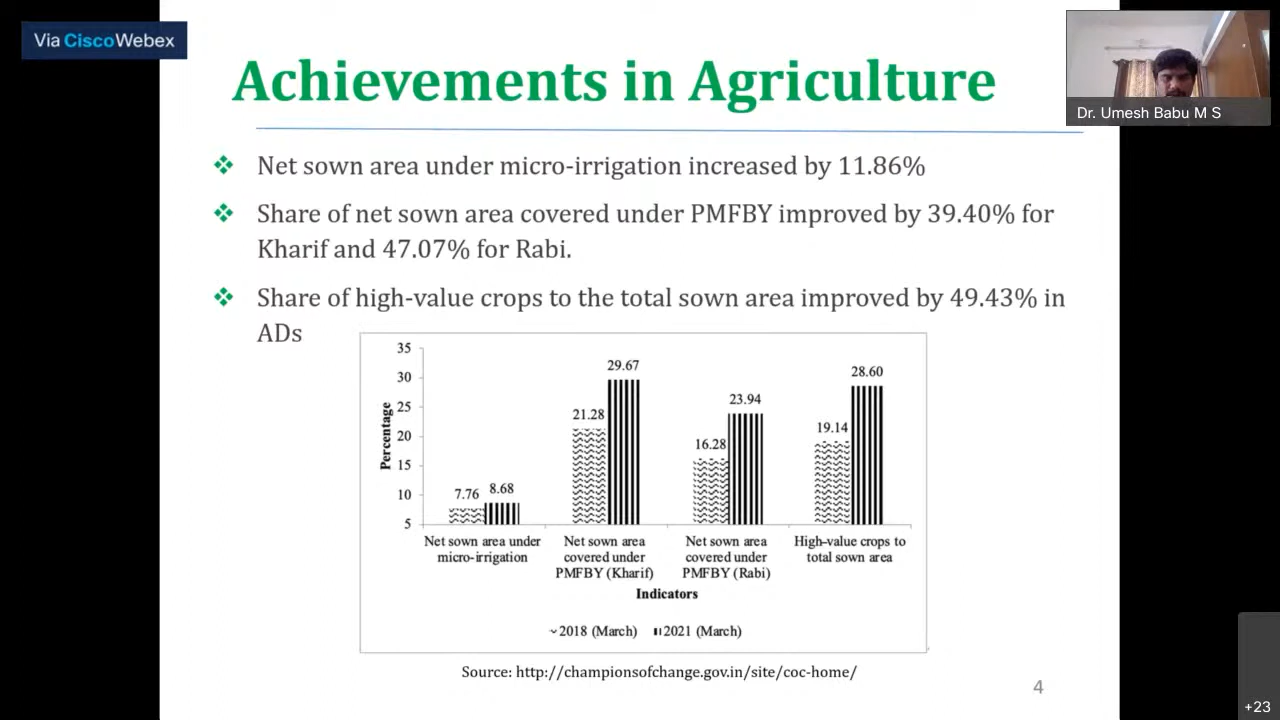 Via CiscoWebex
Achievements in Agriculture
Dr. Umesh Babu M S
❖ Net sown area under micro-irrigation increased by 11.86%
❖ Share of net sown area covered under PMFBY improved by 39.40% for
Kharif and 47.07% for Rabi.
❖ Share of high-value crops to the total sown area improved by 49.43% in
ADs
Percentage
35
30
25
20
15
10
5
7.76 8.68
21.28 29.67
16.28 23.94
19.14 28.60
Net sown area under
micro-irrigation
Net sown area
covered under
PMFBY (Kharif)
Net sown area
covered under
PMFBY (Rabi)
High-value crops to
total sown area
Indicators
2018 (March) 2021 (March)
Source: http://championsofchange.gov.in/site/coc-home/
4
+23